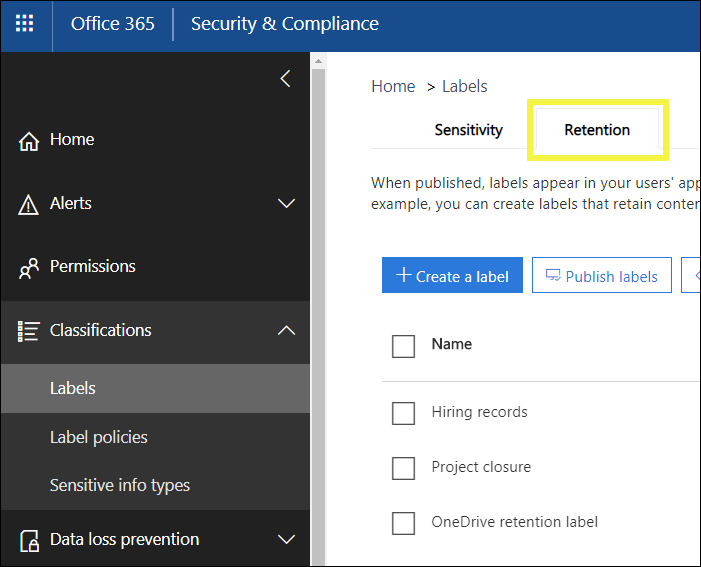 Office 365 Security & Compliance
Home
Alerts
Permissions
Classifications
Labels
Label policies
Sensitive info types
Data loss prevention
Home > Labels
Sensitivity Retention
When published, labels appear in your users' app
example, you can create labels that retain conter
+ Create a label Publish labels
Name
Hiring records
Project closure
OneDrive retention label